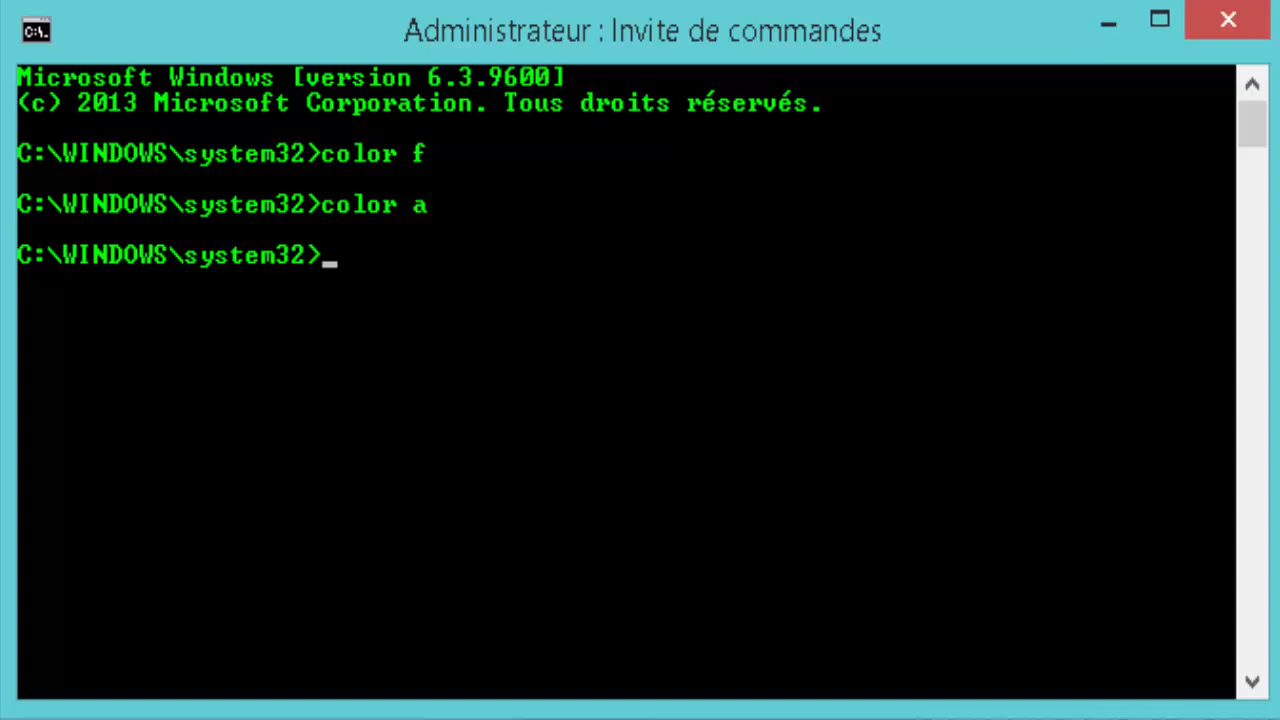 Administrateur : Invite de commandes
Microsoft Windows [version 6.3.9600]
(c) 2013 Microsoft Corporation. Tous droits réservés.
C:\WINDOWS\system32>color f
C:\WINDOWS\system32>color a
C:\WINDOWS\system32>